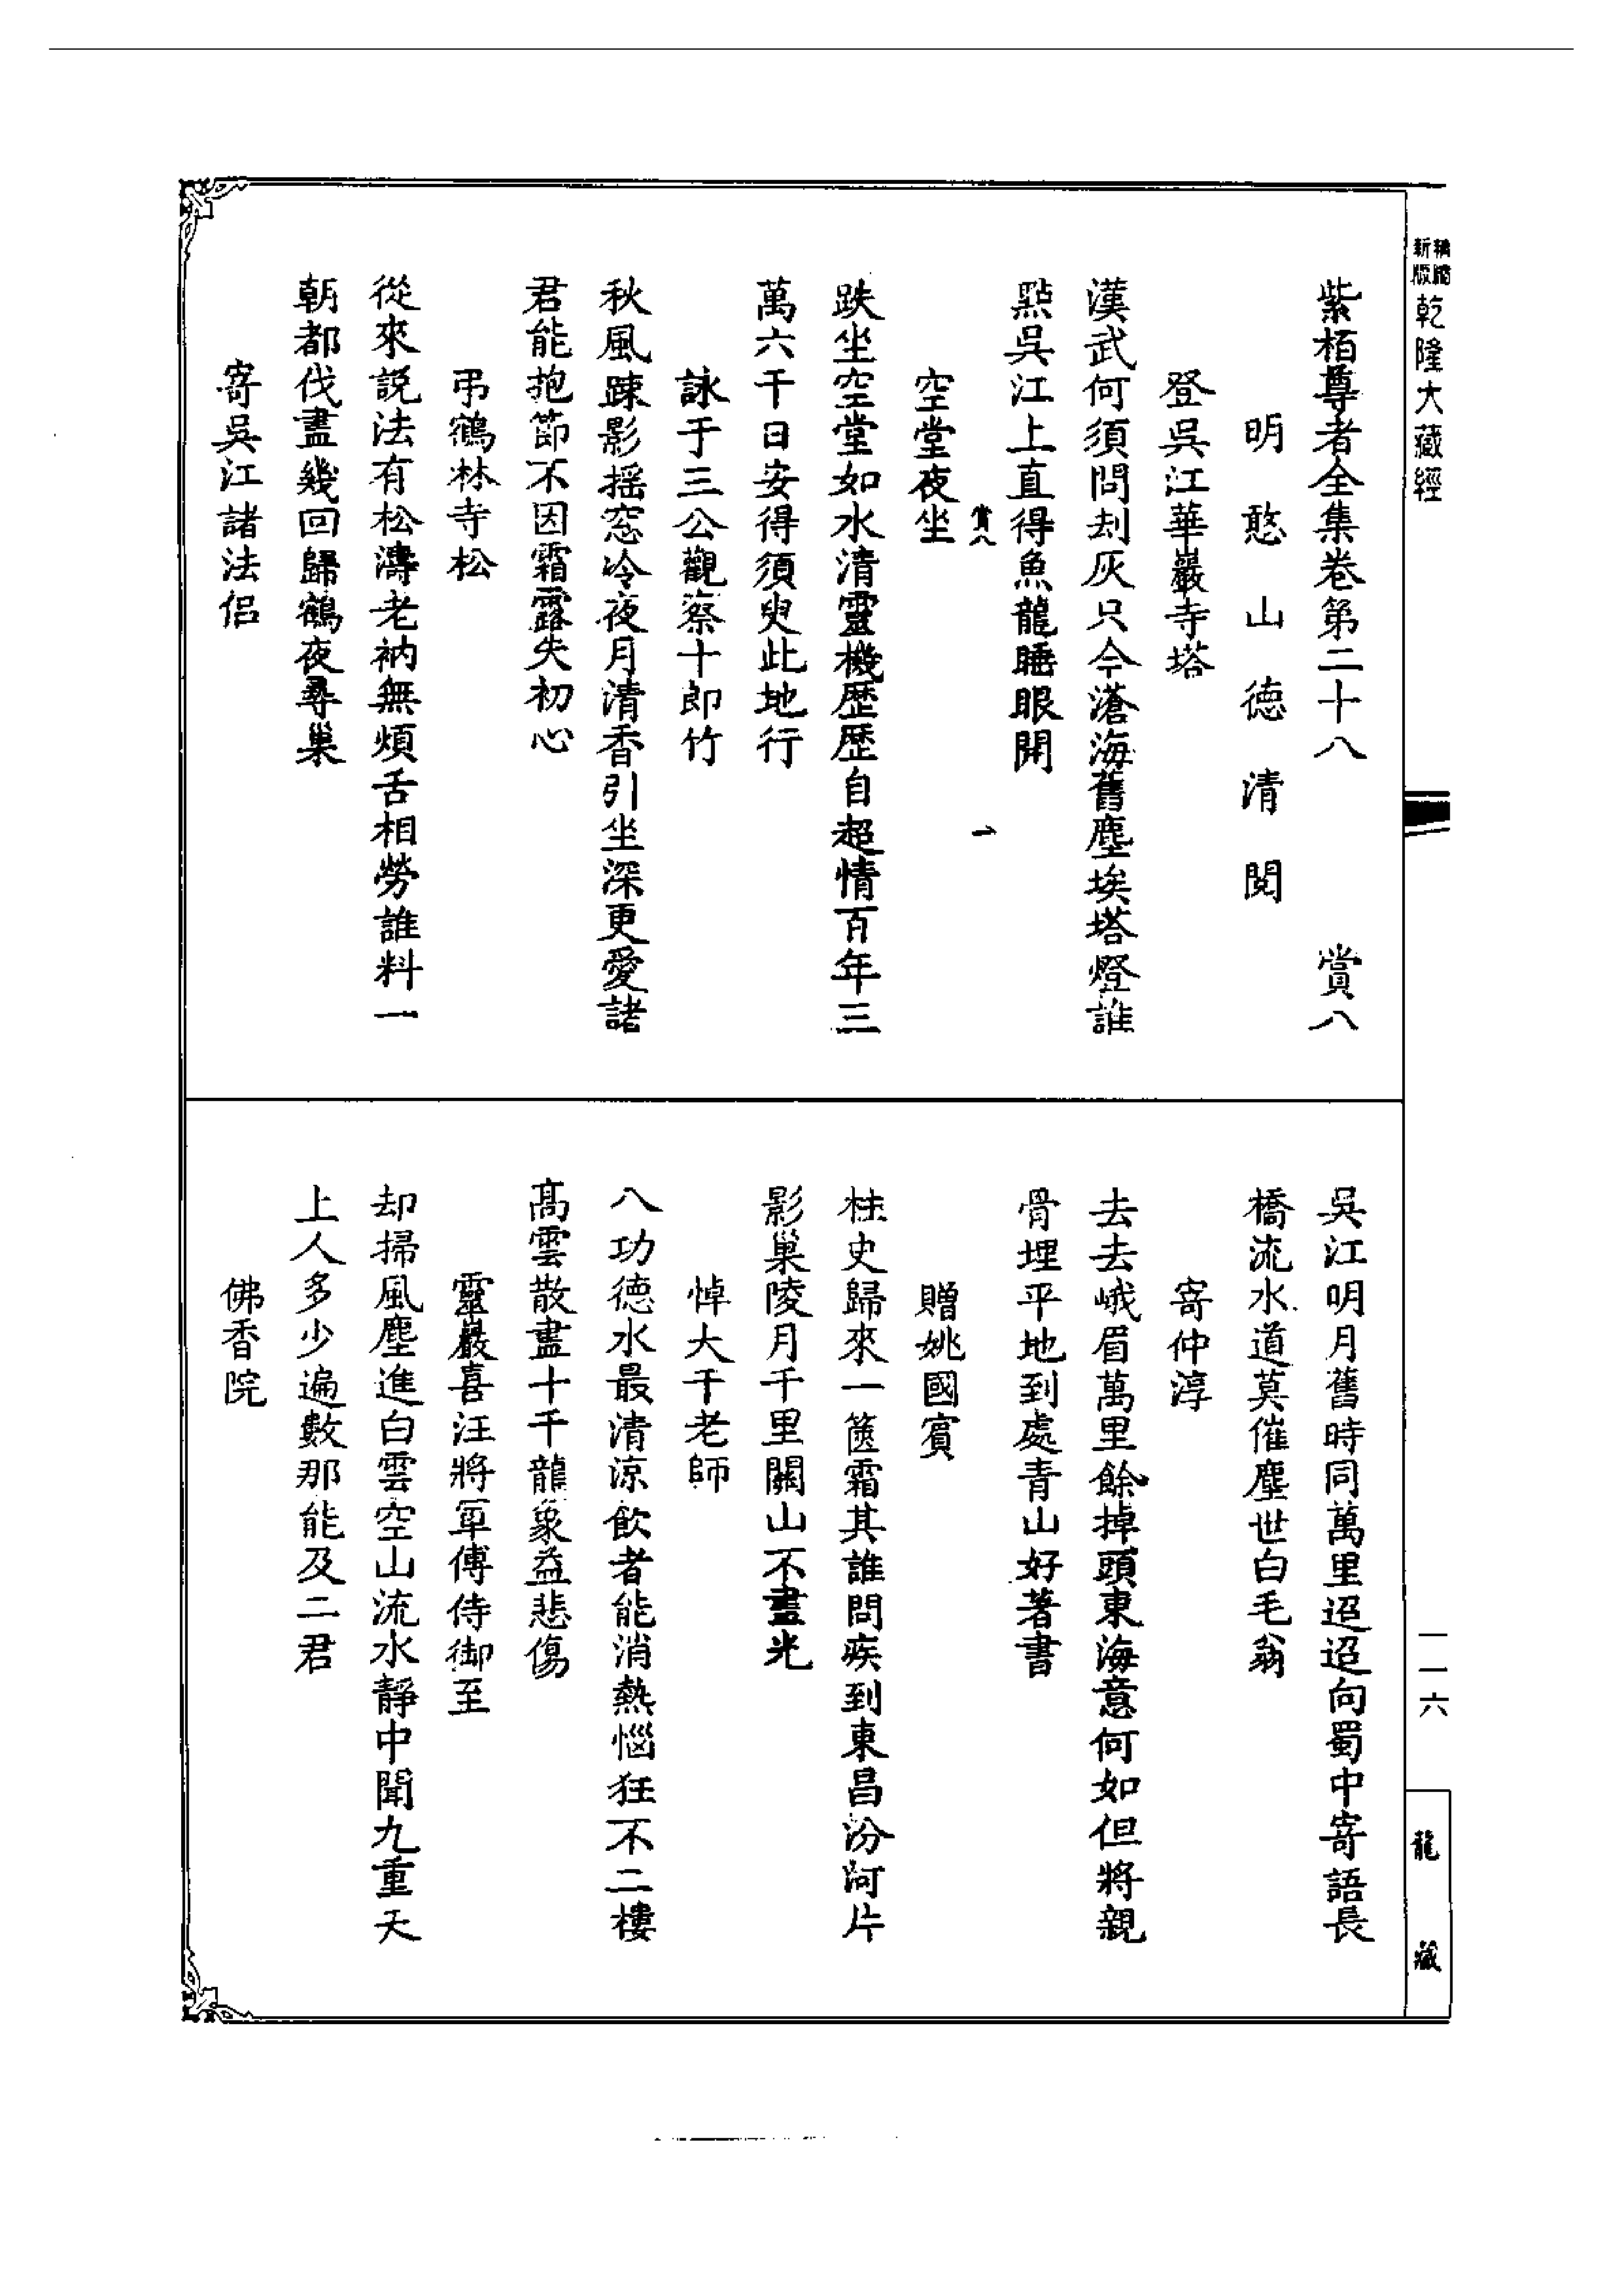 新編縮版
乾隆大藏經
紫栢尊者全集卷第二十八　賞八
明憨山德清閱
登吳江華巖寺塔
漢武何須問刦灰只今滄海舊塵埃塔燈誰
點吳江上直得魚龍睡眼開
賞八　一
空堂夜坐
趺坐空堂如水清靈機歷歷自超情百年三
萬六千日安得須臾此地行
詠于三公觀察十郎竹
秋風踈影摇窓冷夜月清香引坐深更愛諸
君能抱節不因霜露失初心
弔鶴林寺松
從來説法有松濤老衲無煩舌相勞誰料一
朝都伐盡幾回歸鶴夜尋巢
寄吳江諸法侣
吳江明月舊時同萬里迢迢向蜀中寄語長
橋流水道莫催塵世白毛翁
寄仲淳
去去峨眉萬里餘掉頭東海意何如但將親
骨埋平地到處青山好著書
贈姚國賓
柱史歸來一篋霜其誰問疾到東昌汾河片
影巢陵月千里關山不盡光
悼大千老師
八功德水最清涼飲者能消熱惱狂不二樓
髙雲散盡十千龍象益悲傷
靈巖喜汪將軍傅侍御至
却掃風塵進白雲空山流水靜中聞九重天
上人多少遍數那能及二君
佛香院
一一六
龍藏